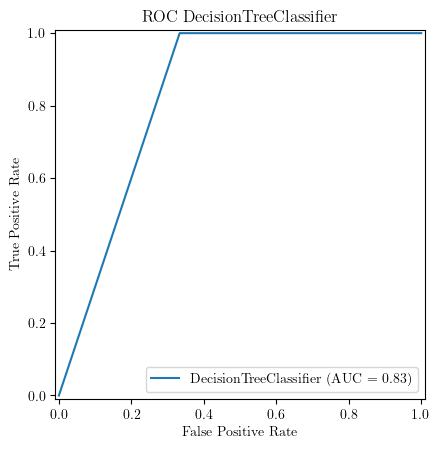 ROC DecisionTreeClassifier
True Positive Rate
1.0
0.8
0.6
0.4
0.2
0.0
DecisionTreeClassifier (AUC = 0.83)
0.0 0.2 0.4 0.6 0.8 1.0
False Positive Rate